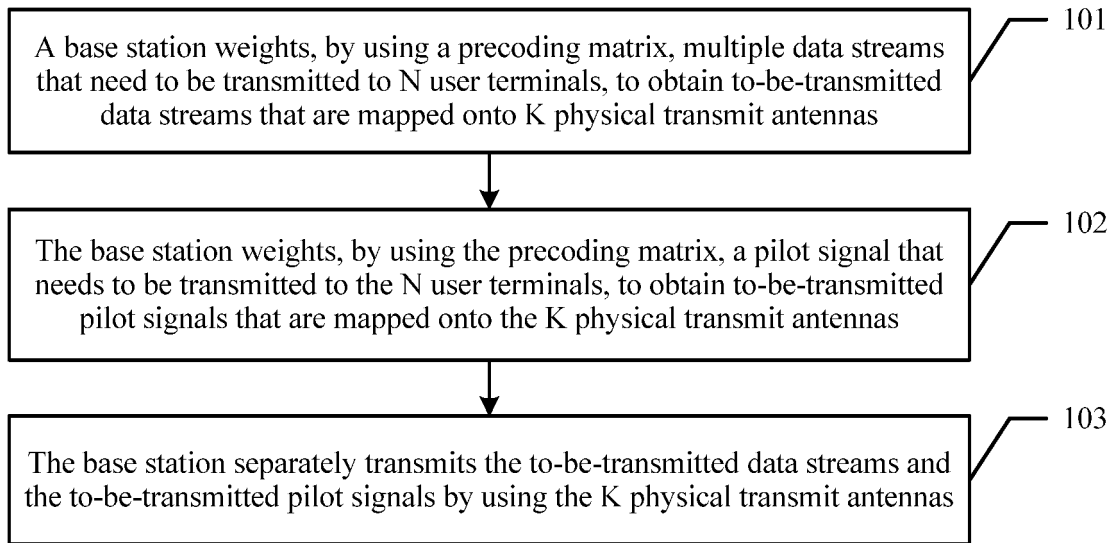 A base station weights, by using a precoding matrix, multiple data streams
that need to be transmitted to N user terminals, to obtain to-be-transmitted
data streams that are mapped onto K physical transmit antennas
101
The base station weights, by using the precoding matrix, a pilot signal that
needs to be transmitted to the N user terminals, to obtain to-be-transmitted
pilot signals that are mapped onto the K physical transmit antennas
102
The base station separately transmits the to-be-transmitted data streams and
the to-be-transmitted pilot signals by using the K physical transmit antennas
103